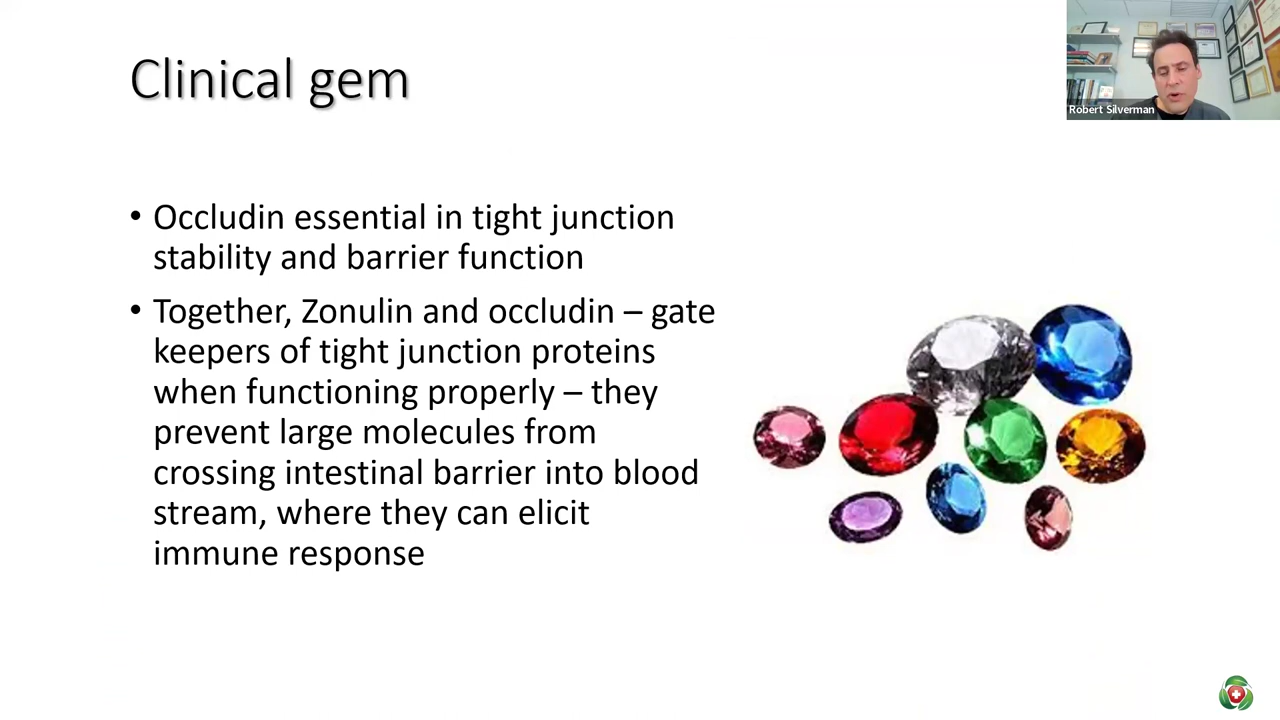 Clinical gem
Robert Silverman
• Occludin essential in tight junction
stability and barrier function
• Together, Zonulin and occludin – gate
keepers of tight junction proteins
when functioning properly – they
prevent large molecules from
crossing intestinal barrier into blood
stream, where they can elicit
immune response